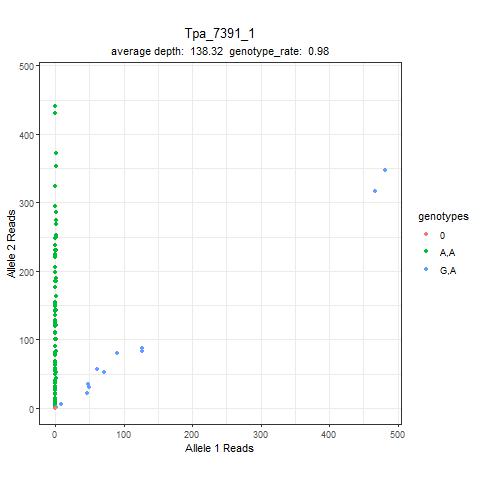 Tpa_7391_1
average depth:  138.32  genotype_rate:  0.98
500
400
300
200
100
0
Allele 2 Reads
0 100 200 300 400 500
Allele 1 Reads
genotypes
0
A,A
G,A